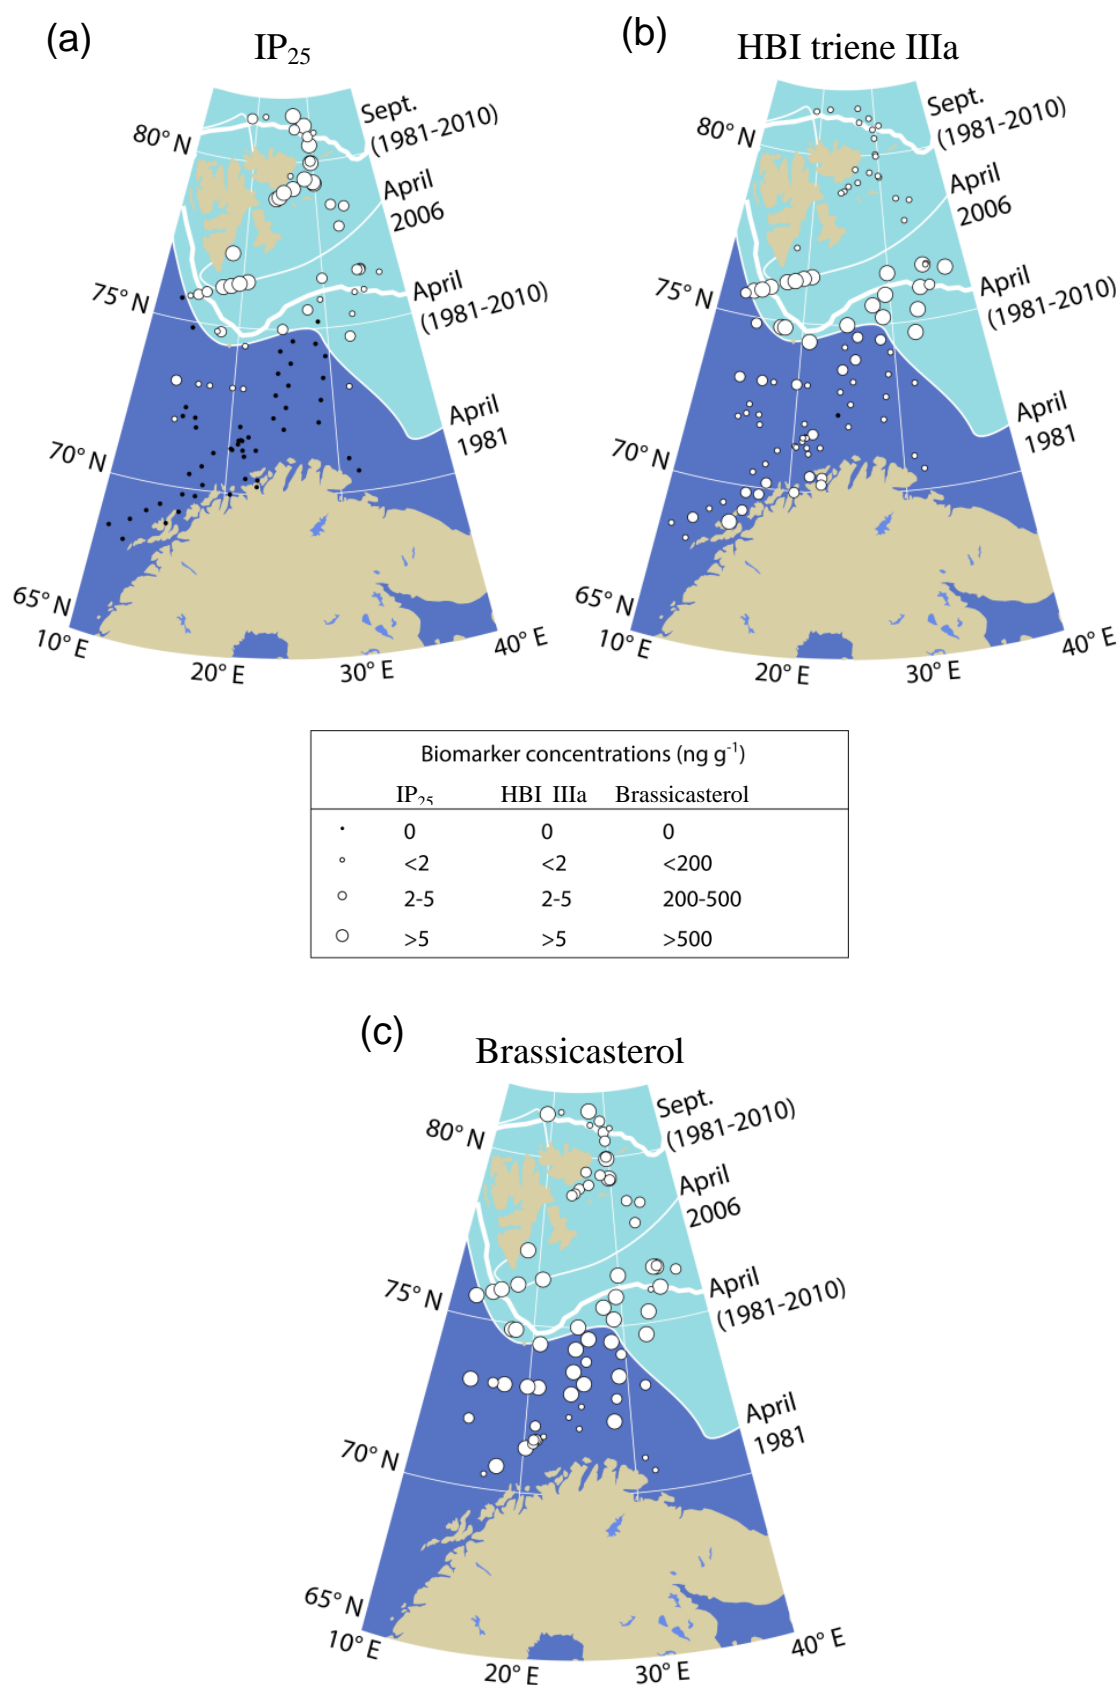 (a)
IP25
80° N
75° N
70° N
65° N
10° E
20° E
30° E
40° E
Sept.
(1981-2010)
April
2006
April
(1981-2010)
April
1981
(b)
HBI triene IIIa
80° N
75° N
70° N
65° N
10° E
20° E
30° E
40° E
Sept.
(1981-2010)
April
2006
April
(1981-2010)
April
1981
Biomarker concentrations (ng g-1)
IP25 HBI IIIa Brassicasterol
0 0 0
<2 <2 <200
2-5 2-5 200-500
>5 >5 >500
(c)
Brassicasterol
80° N
75° N
70° N
65° N
10° E
20° E
30° E
40° E
Sept.
(1981-2010)
April
2006
April
(1981-2010)
April
1981